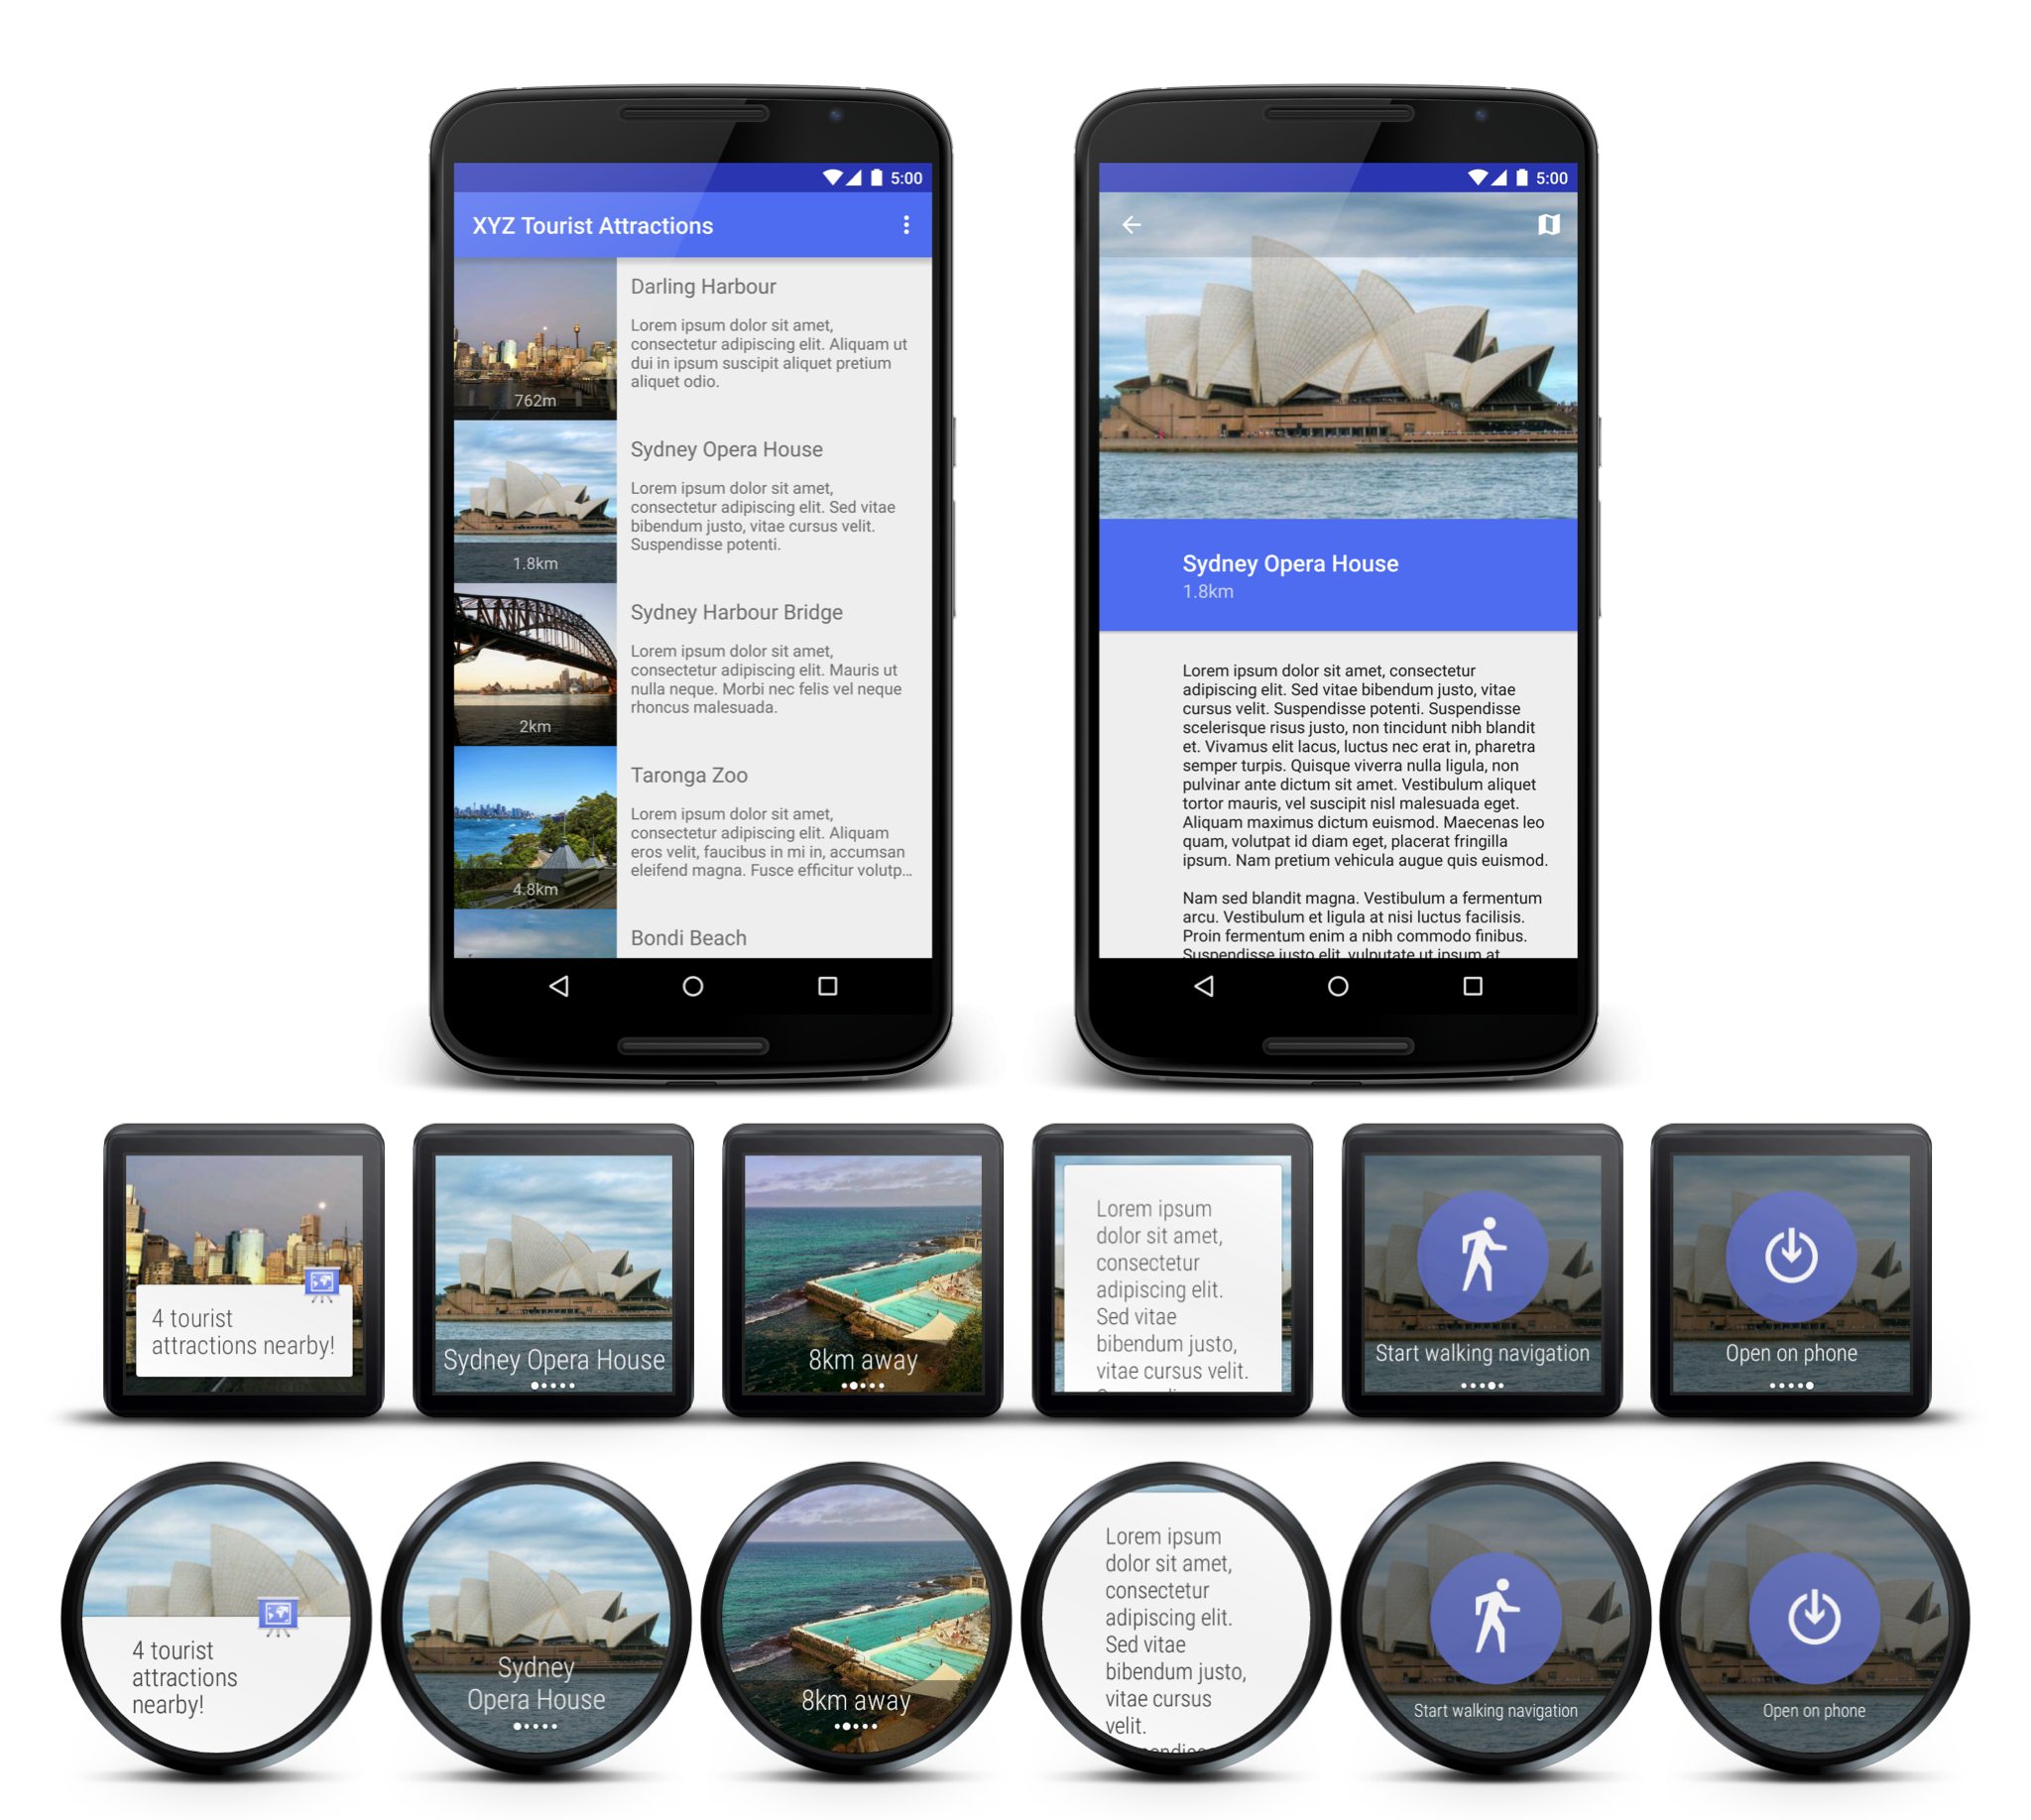 5:00
XYZ Tourist Attractions
Darling Harbour
Lorem ipsum dolor sit amet,
consectetur adipiscing elit. Aliquam ut
dui in ipsum suscipit aliquet pretium
aliquet odio.
762m
Sydney Opera House
Lorem ipsum dolor sit amet,
consectetur adipiscing elit. Sed vitae
bibendum justo, vitae cursus velit.
Suspendisse potenti.
1.8km
Sydney Harbour Bridge
Lorem ipsum dolor sit amet,
consectetur adipiscing elit. Mauris ut
nulla neque. Morbi nec felis vel neque
rhoncus malesuada.
2km
Taronga Zoo
Lorem ipsum dolor sit amet,
consectetur adipiscing elit. Aliquam
eros velit, faucibus in mi in, accumsan
eleifend magna. Fusce efficitur volutp...
4.8km
Bondi Beach
5:00
Sydney Opera House
1.8km
Lorem ipsum dolor sit amet, consectetur
adipiscing elit. Sed vitae bibendum justo, vitae
cursus velit. Suspendisse potenti. Suspendisse
scelerisque risus justo, non tincidunt nibh blandit
et. Vivamus elit lacus, luctus nec erat in, pharetra
semper turpis. Quisque viverra nulla ligula, non
pulvinar ante dictum sit amet. Vestibulum aliquet
tortor mauris, vel suscipit nisl malesuada eget.
Aliquam maximus dictum euismod. Maecenas leo
quam, volutpat id diam eget, placerat fringilla
ipsum. Nam pretium vehicula augue quis euismod.
Nam sed blandit magna. Vestibulum a fermentum
arcu. Vestibulum et ligula at nisi luctus facilisis.
Proin fermentum enim a nibh commodo finibus.
Suspendisse justo elit, vulputate ut ipsum at
4 tourist
attractions nearby!
Sydney Opera House
8km away
Lorem ipsum
dolor sit amet,
consectetur
adipiscing elit.
Sed vitae
bibendum justo,
vitae cursus velit.
Start walking navigation
Open on phone
4 tourist
attractions
nearby!
Sydney
Opera House
8km away
Lorem ipsum
dolor sit amet,
consectetur
adipiscing elit.
Sed vitae
bibendum justo,
vitae cursus
velit.
Start walking navigation
Open on phone